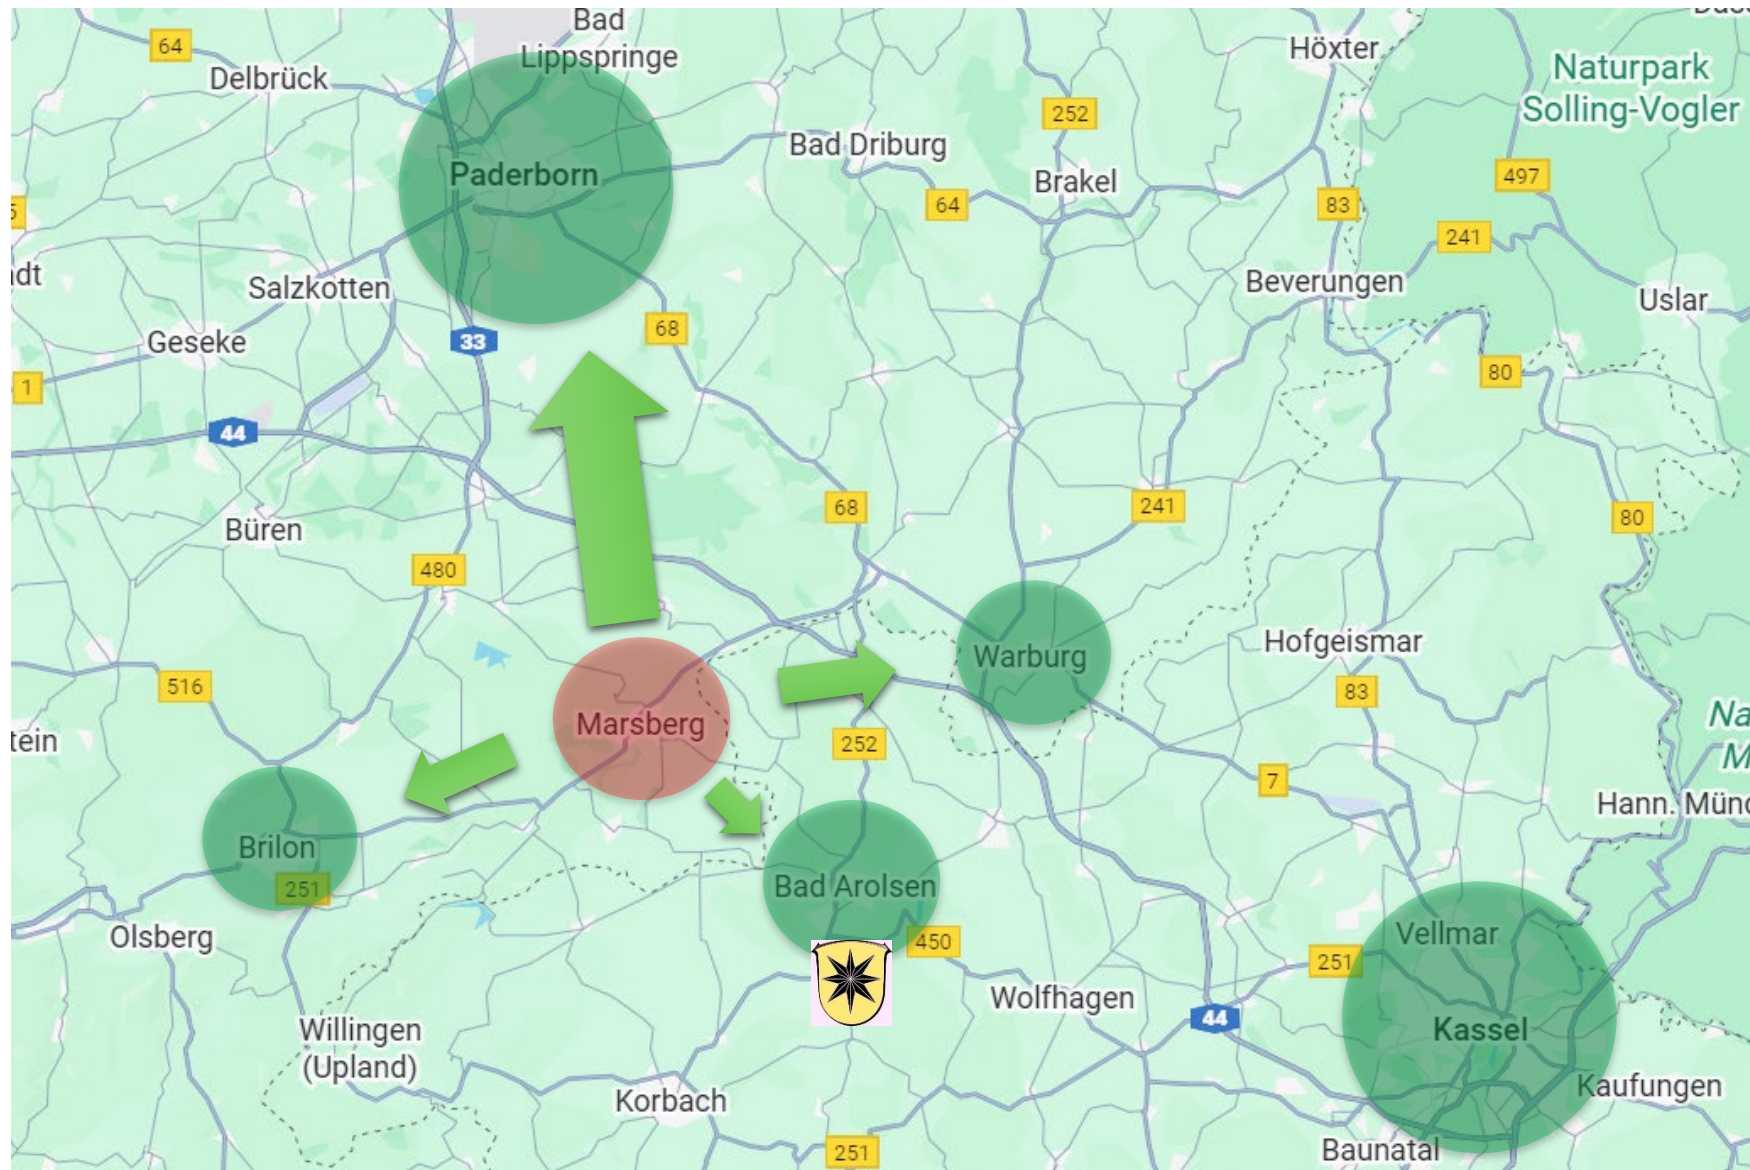 Bad
Lippspringe
64
Delbrück
Höxter
Naturpark
Solling-Vogler
252
Bad Driburg
Paderborn
Brakel
497
64
83
241
Salzkotten
Beverungen
Uslar
68
33
Geseke
80
1
44
68
241
80
Büren
480
Warburg
Hofgeismar
516
83
Marsberg
252
7
Brilon
251
Bad Arolsen
Olsberg
450
Vellmar
251
Wolfhagen
44
Kassel
Willingen
(Upland)
Korbach
Kaufungen
251
Baunatal